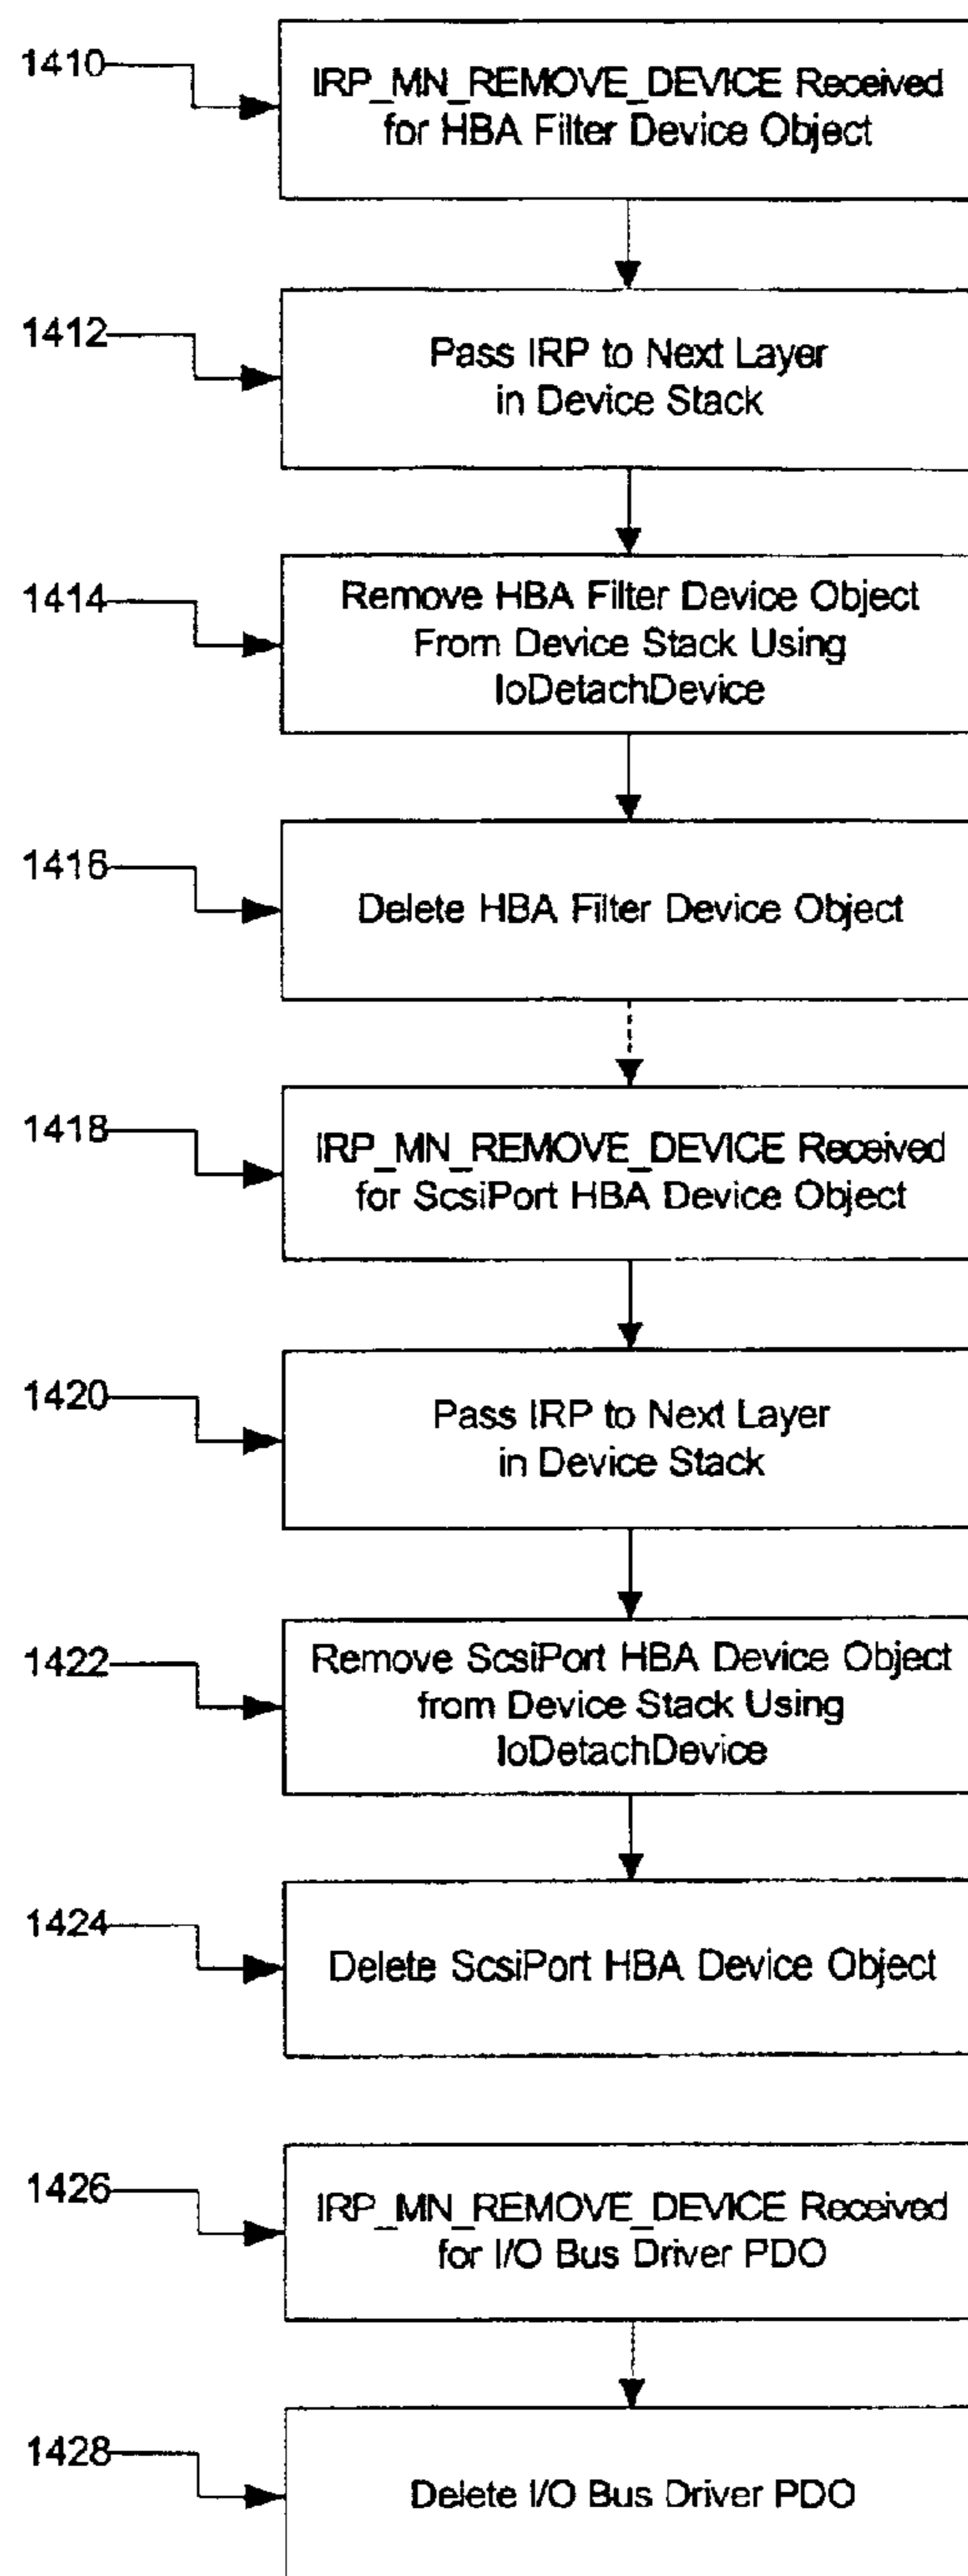 1410
IRP_MN_REMOVE_DEVICE Received
for HBA Filter Device Object
1412
Pass IRP to Next Layer
in Device Stack
1414
Remove HBA Filter Device Object
From Device Stack Using
IoDetachDevice
1416
Delete HBA Filter Device Object
1418
IRP_MN_REMOVE_DEVICE Received
for ScsiPort HBA Device Object
1420
Pass IRP to Next Layer
in Device Stack
1422
Remove ScsiPort HBA Device Object
from Device Stack Using
IoDetachDevice
1424
Delete ScsiPort HBA Device Object
1426
IRP_MN_REMOVE_DEVICE Received
for I/O Bus Driver PDO
1428
Delete I/O Bus Driver PDO